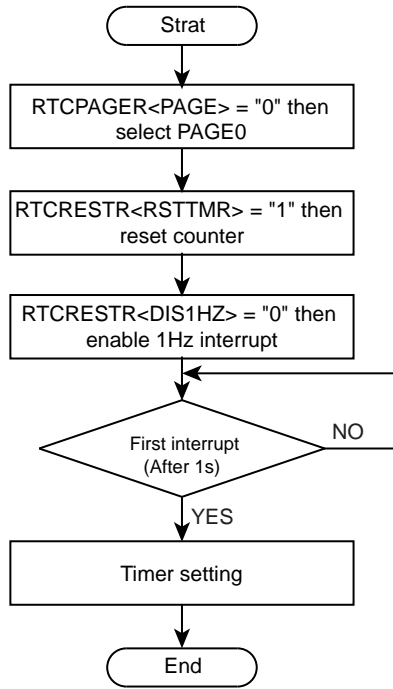 Strat
RTCPAGER<PAGE> = "0" then
select PAGE0
RTCRESTR<RSTTMR> = "1" then
reset counter
RTCRESTR<DIS1HZ> = "0" then
enable 1Hz interrupt
First interrupt
(After 1s)
NO
YES
Timer setting
End